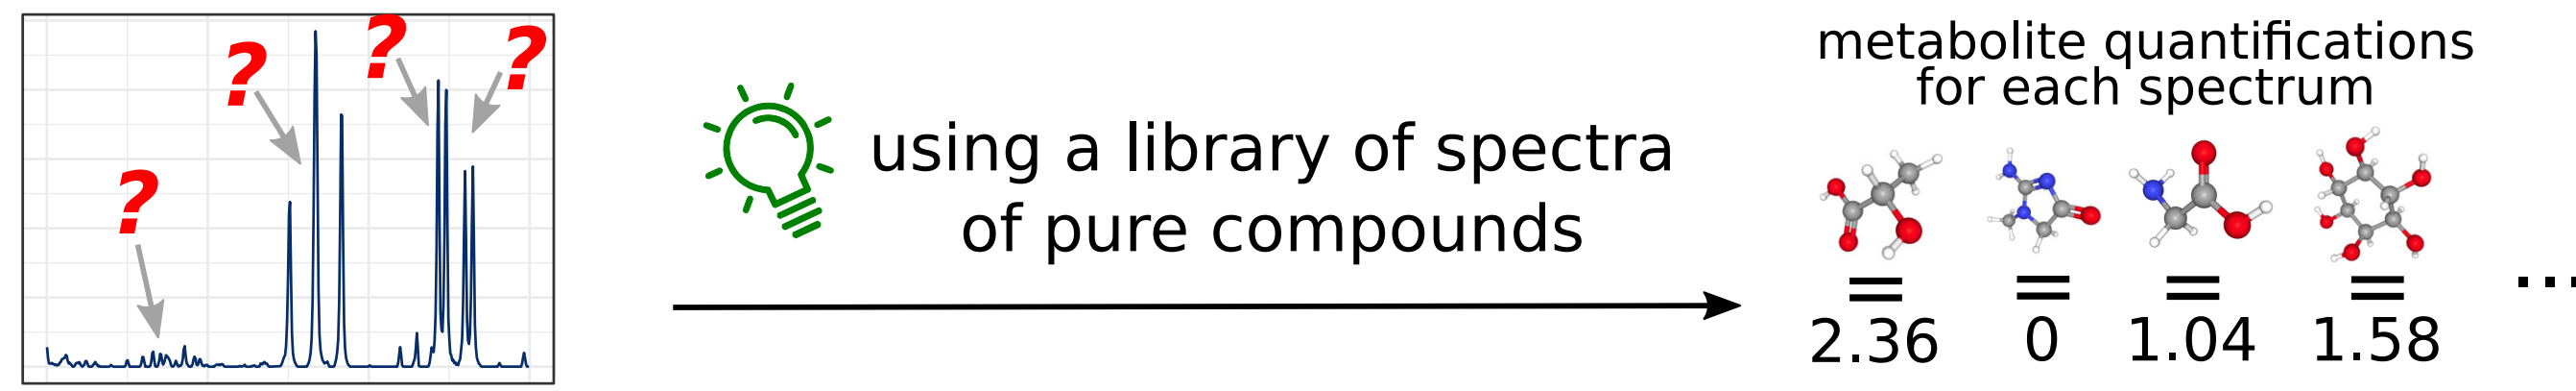 ?
?
?
?
using a library of spectra
of pure compounds
metabolite quantifications
for each spectrum
= = = = ...
2.36 0 1.04 1.58